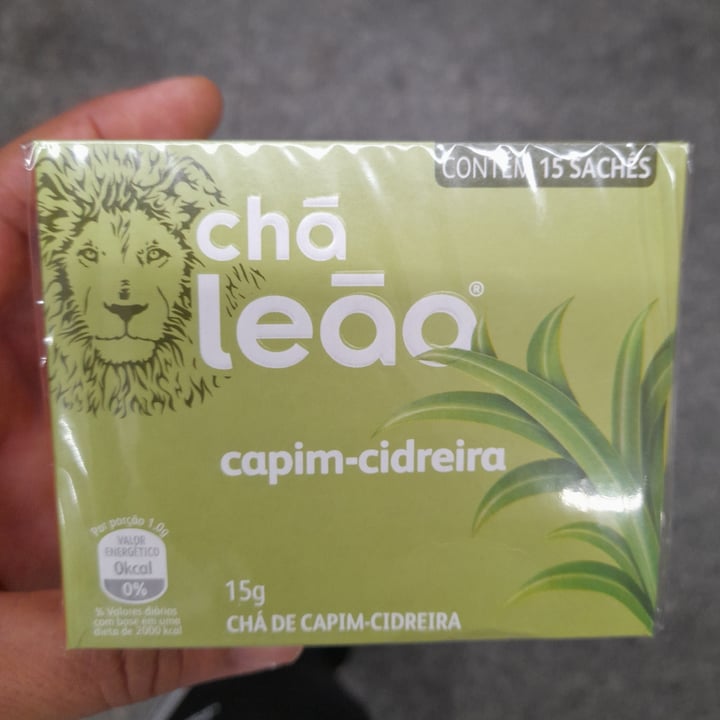 CONTÉM 15 SACHÊS
chá
leão®
capim-cidreira
Por porção 1,0g
VALOR
ENERGÉTICO
0kcal
0%
% Valores diários
com base em uma
dieta de 2000 kcal
15g
CHÁ DE CAPIM-CIDREIRA